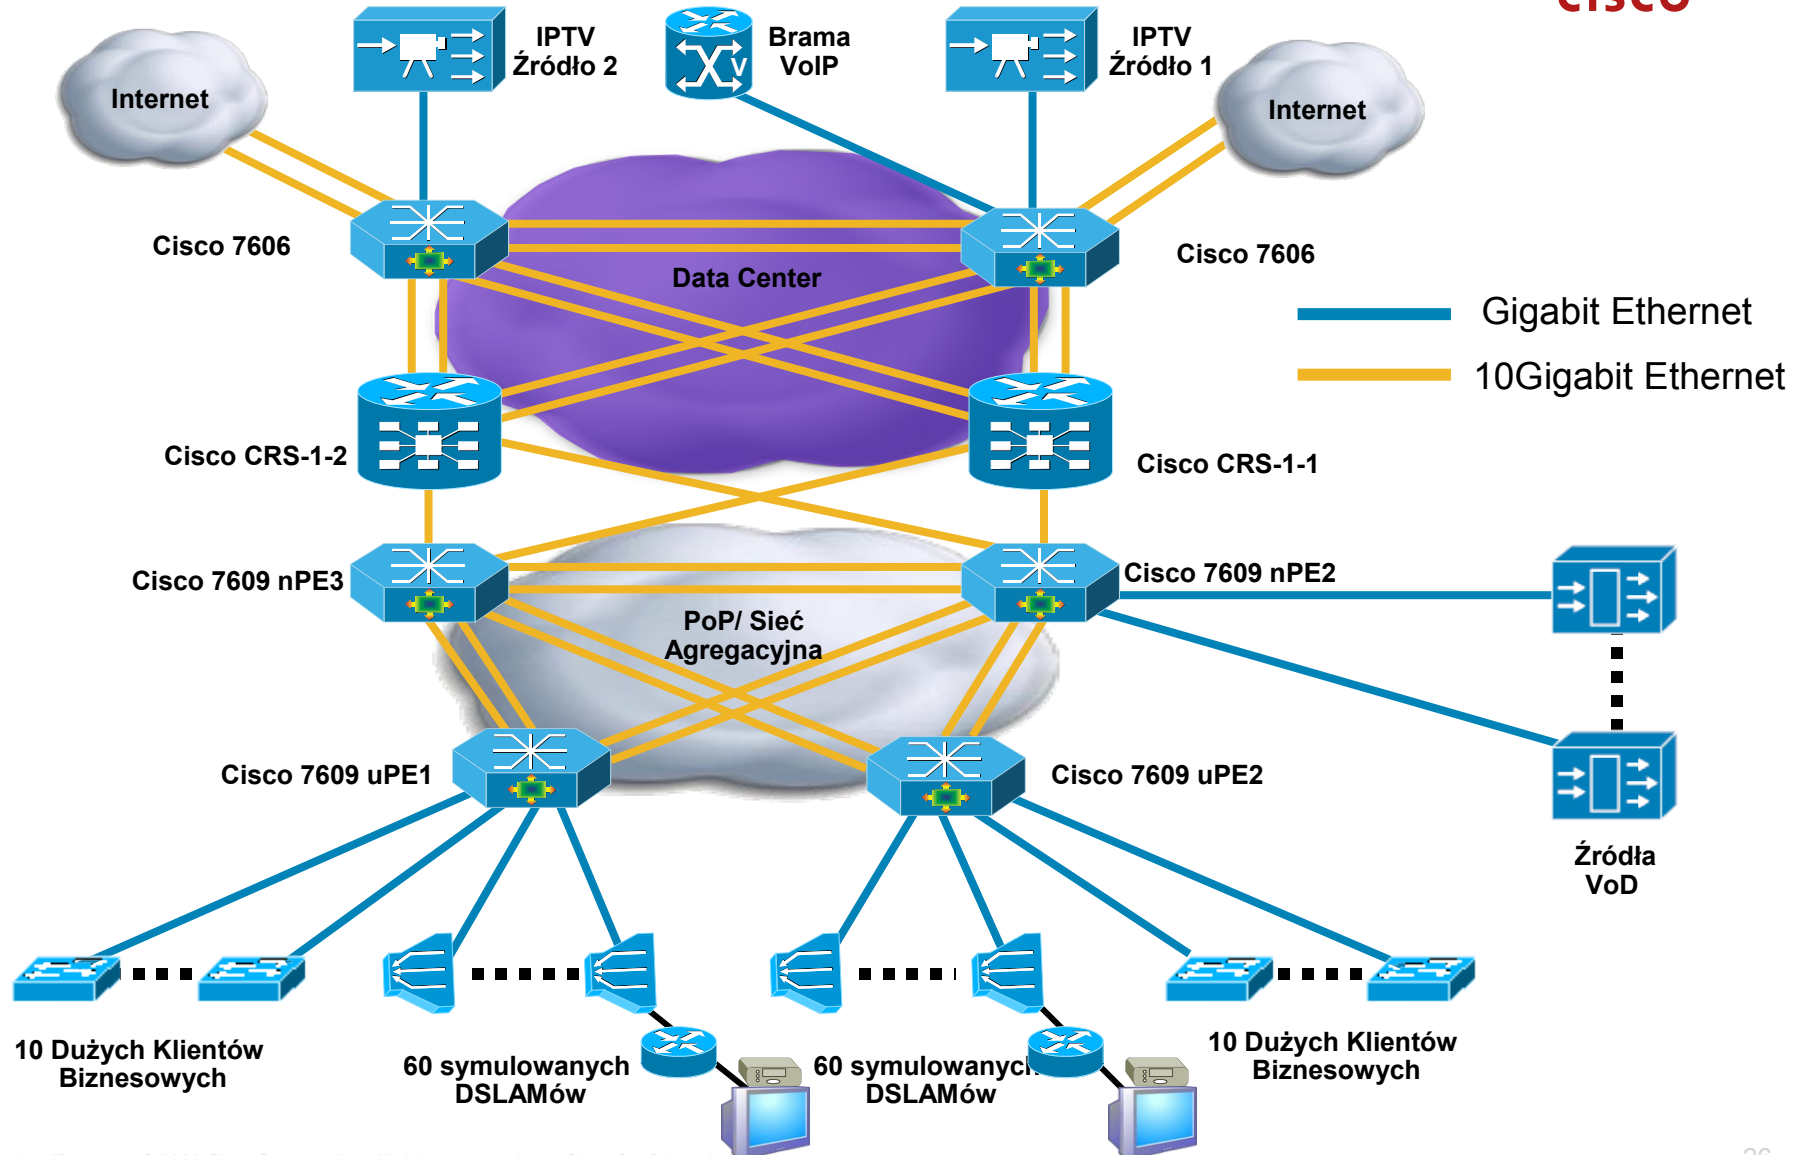 cisco
IPTV
Źródło 2
Brama
VoIP
IPTV
Źródło 1
Internet
Internet
V
Cisco 7606
Cisco 7606
Data Center
Gigabit Ethernet
10Gigabit Ethernet
Cisco CRS-1-2
Cisco CRS-1-1
Cisco 7609 nPE3
Cisco 7609 nPE2
PoP/ Sieć
Agregacyjna
Cisco 7609 uPE1
Cisco 7609 uPE2
Źródła
VoD
10 Dużych Klientów
Biznesowych
60 symulowanych
DSLAMów
60 symulowanych
DSLAMów
10 Dużych Klientów
Biznesowych